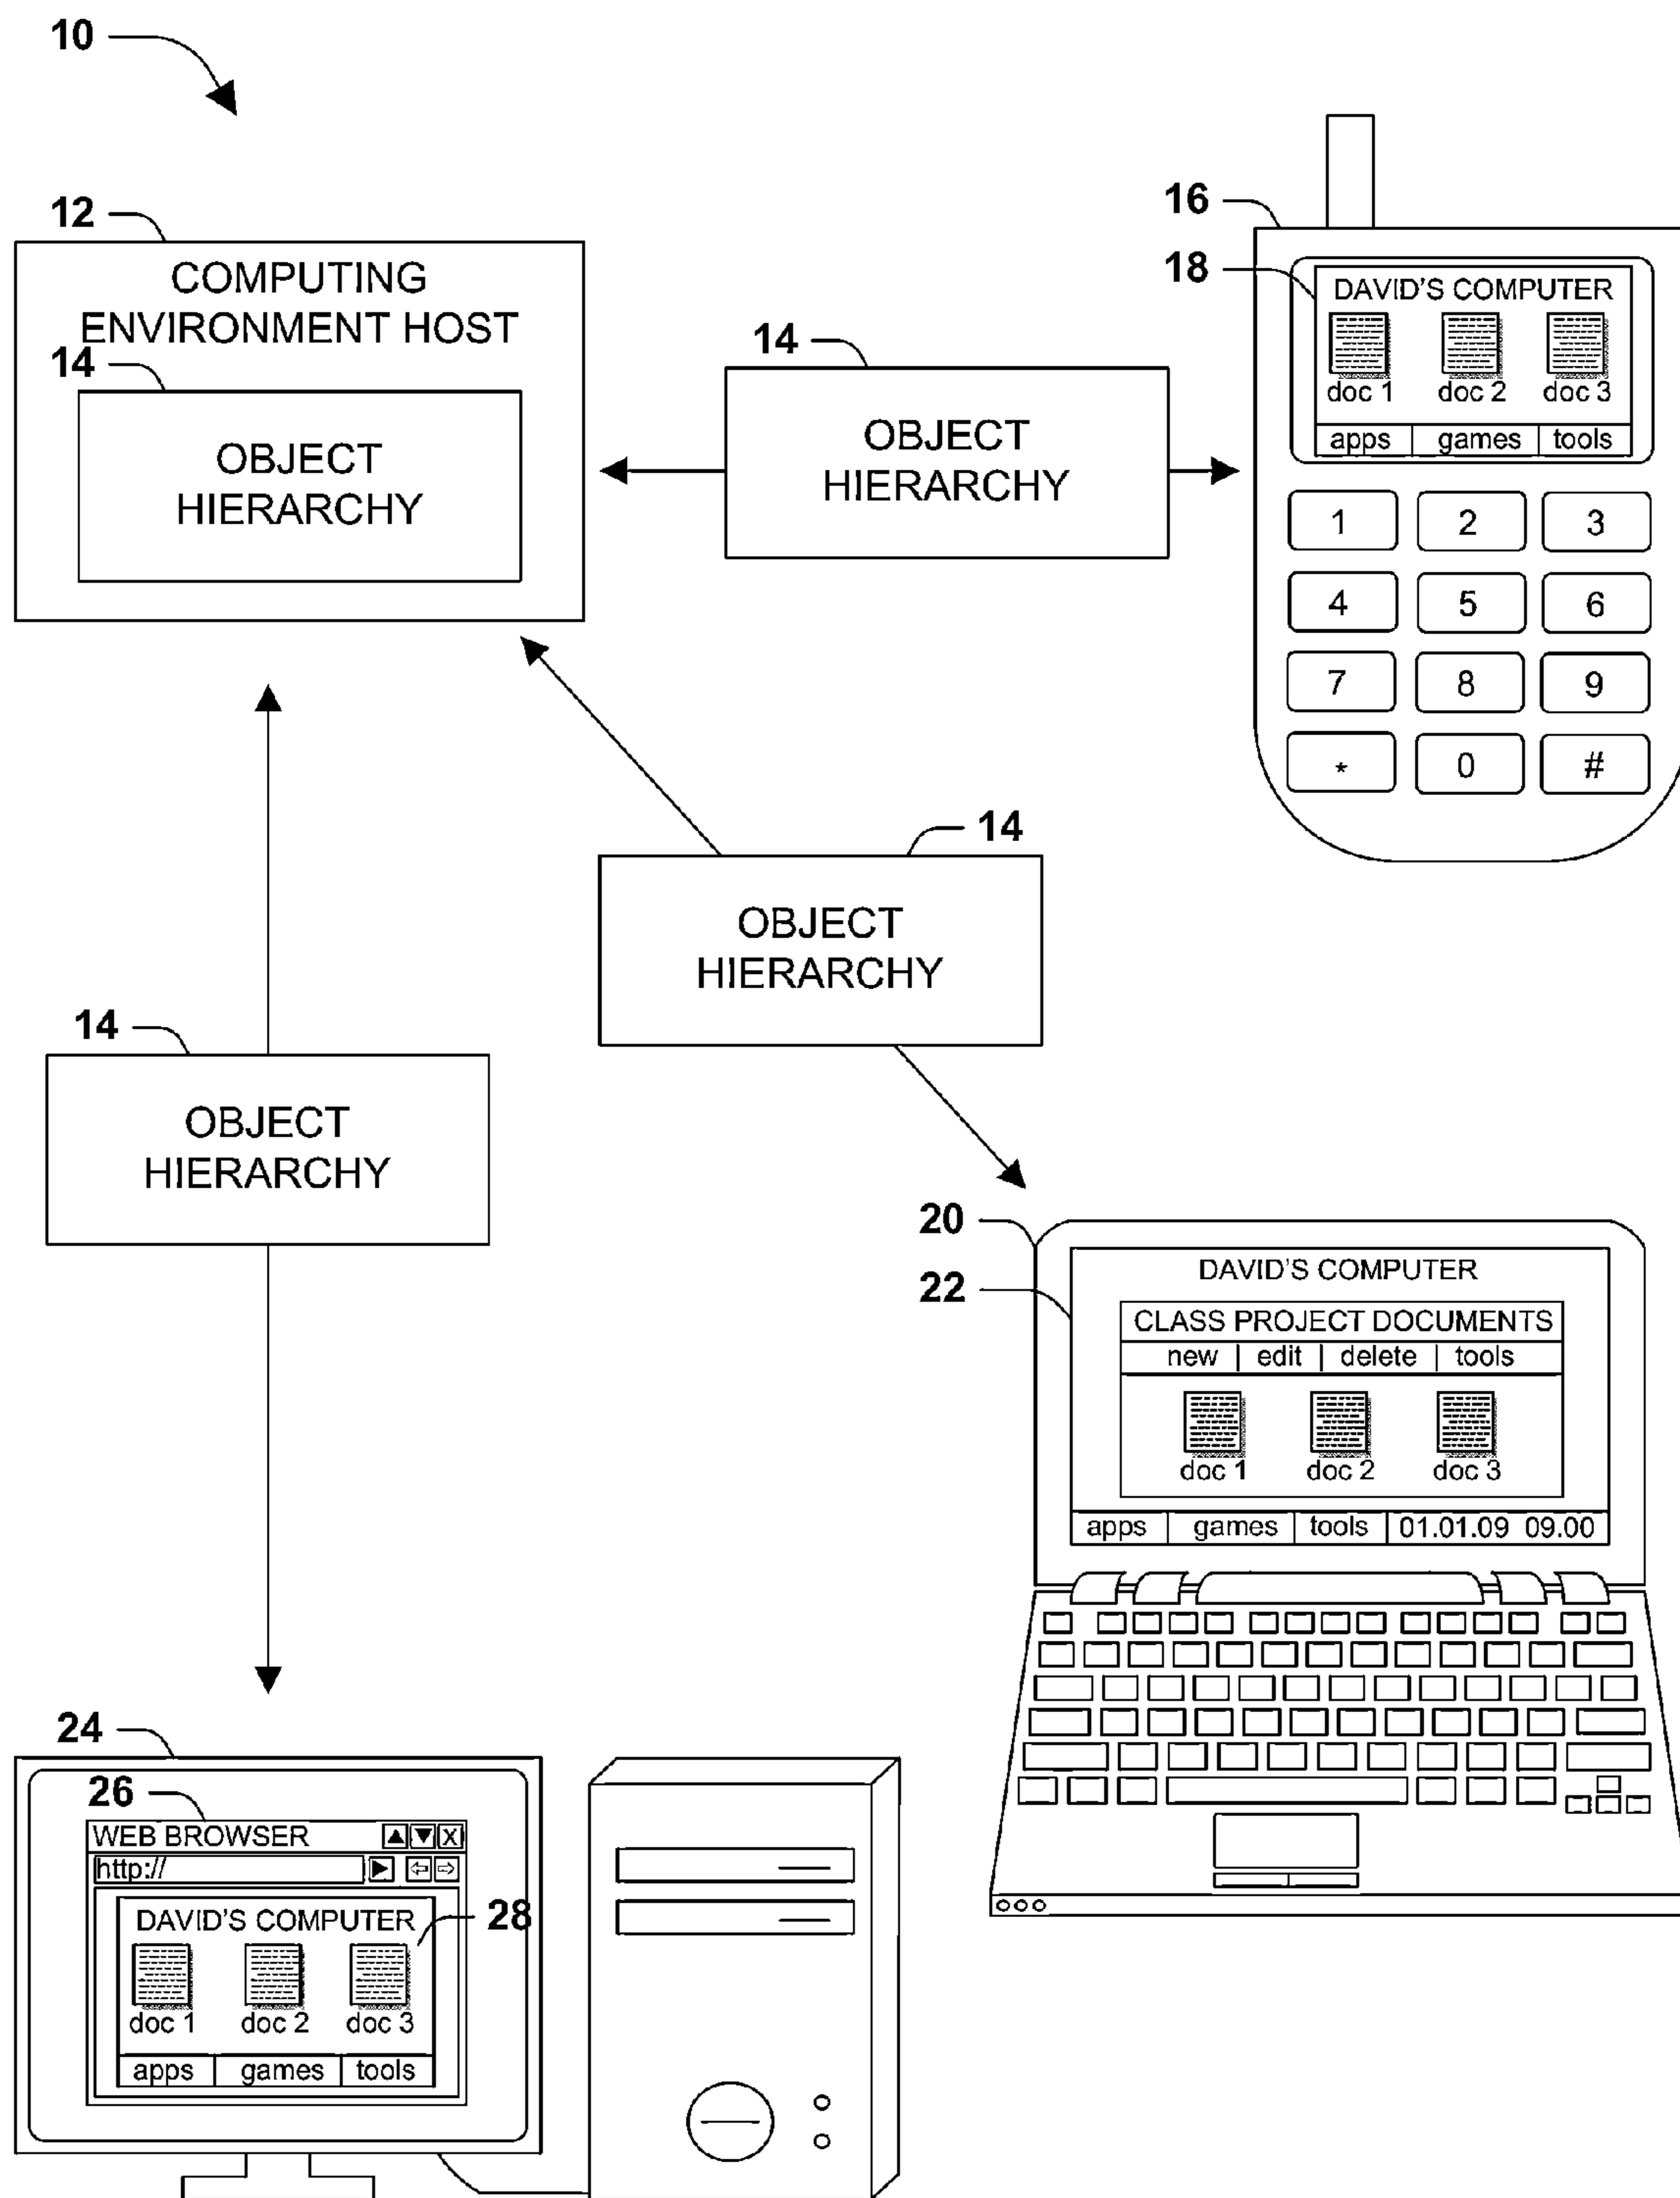 10
12
COMPUTING
ENVIRONMENT HOST
14
OBJECT
HIERARCHY
14
OBJECT
HIERARCHY
16
18
DAVID'S COMPUTER
doc 1 doc 2 doc 3
apps games tools
1 2 3
4 5 6
7 8 9
* 0 #
14
OBJECT
HIERARCHY
14
OBJECT
HIERARCHY
20
22
DAVID'S COMPUTER
CLASS PROJECT DOCUMENTS
new | edit | delete | tools
doc 1 doc 2 doc 3
apps games tools 01.01.09 09.00
24
26
WEB BROWSER X
http://
DAVID'S COMPUTER
28
doc 1 doc 2 doc 3
apps games tools